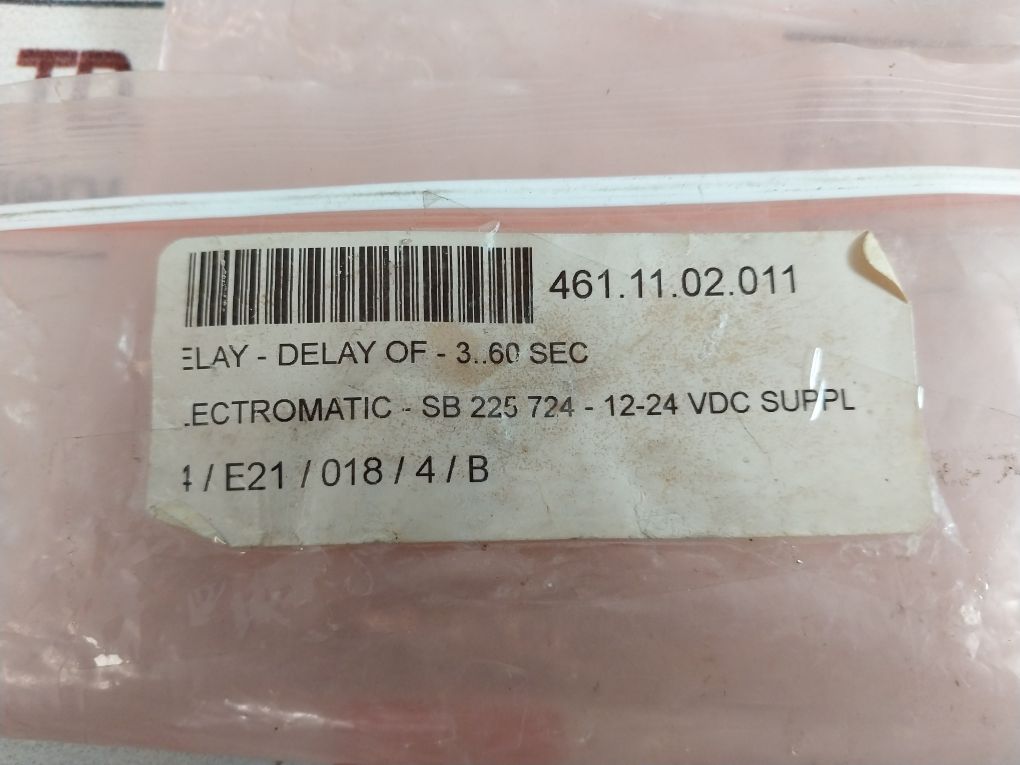 461.11.02.011
ELAY - DELAY OF - 3..60 SEC
LECTROMATIC - SB 225 724 - 12-24 VDC SUPPL
/ E21 / 018 / 4 / B